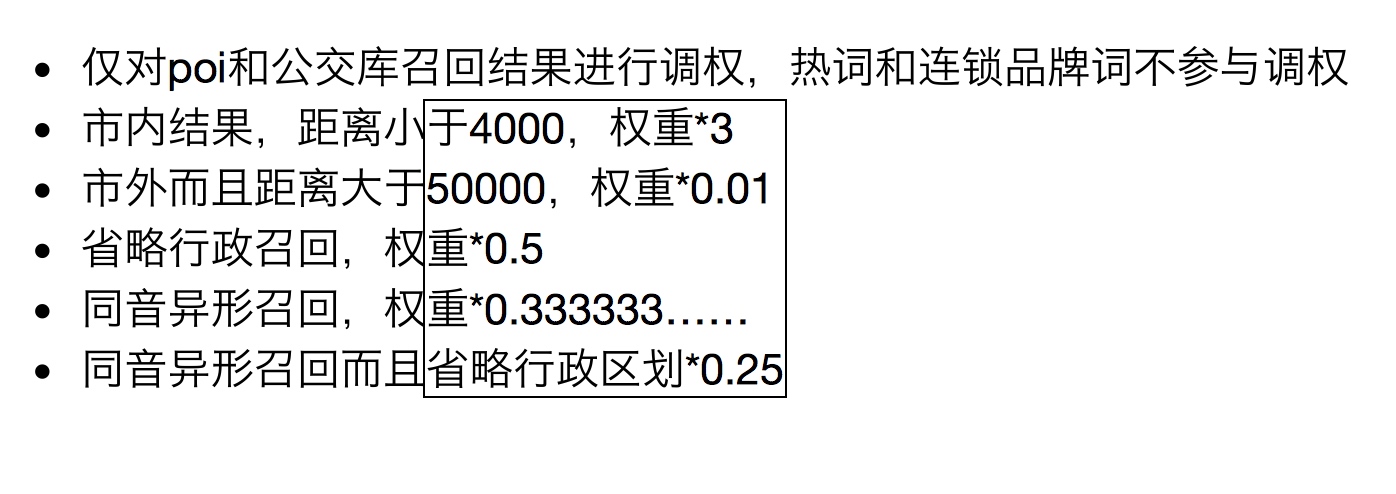 仅对poi和公交库召回结果进行调权，热词和连锁品牌词不参与调权
市内结果，距离小于4000，权重*3
市外而且距离大于50000，权重*0.01
省略行政召回，权重*0.5
同音异形召回，权重*0.333333……
同音异形召回而且省略行政区划*0.25